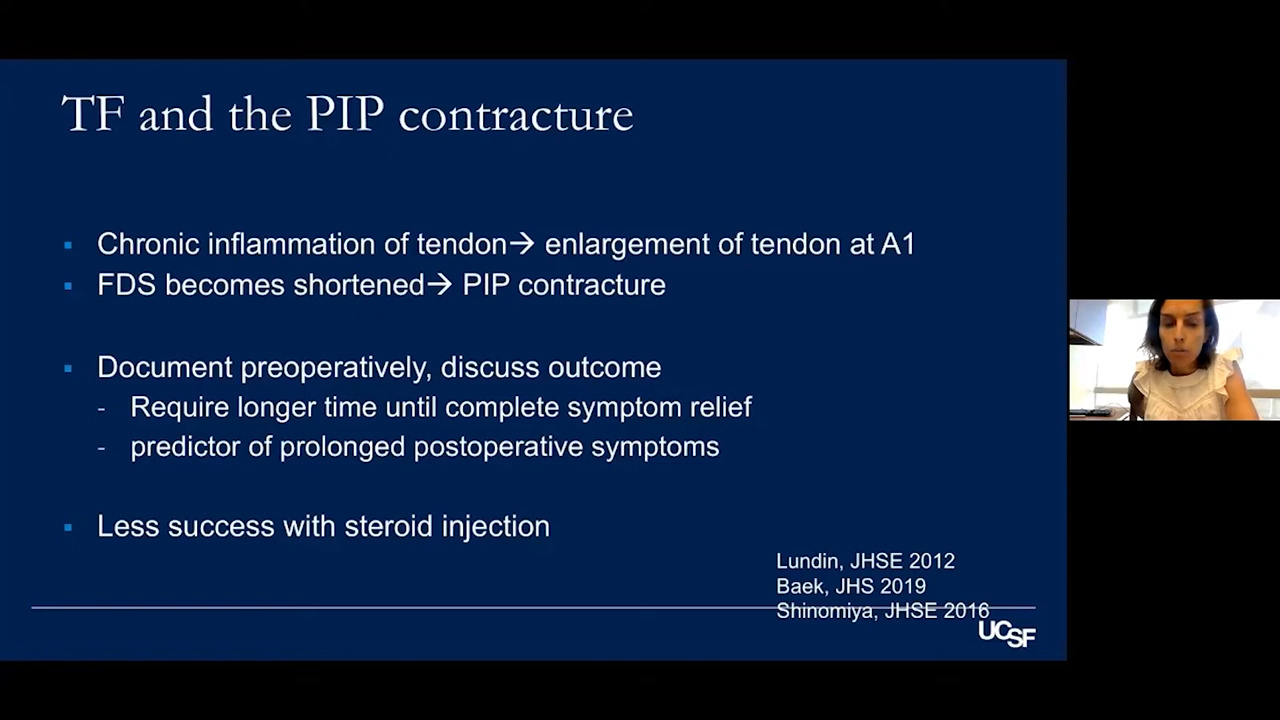 TF and the PIP contracture
▪ Chronic inflammation of tendon→ enlargement of tendon at A1
▪ FDS becomes shortened→ PIP contracture
▪ Document preoperatively, discuss outcome
- Require longer time until complete symptom relief
- predictor of prolonged postoperative symptoms
▪ Less success with steroid injection
Lundin, JHSE 2012
Baek, JHS 2019
Shinomiya, JHSE 2016
UCSF